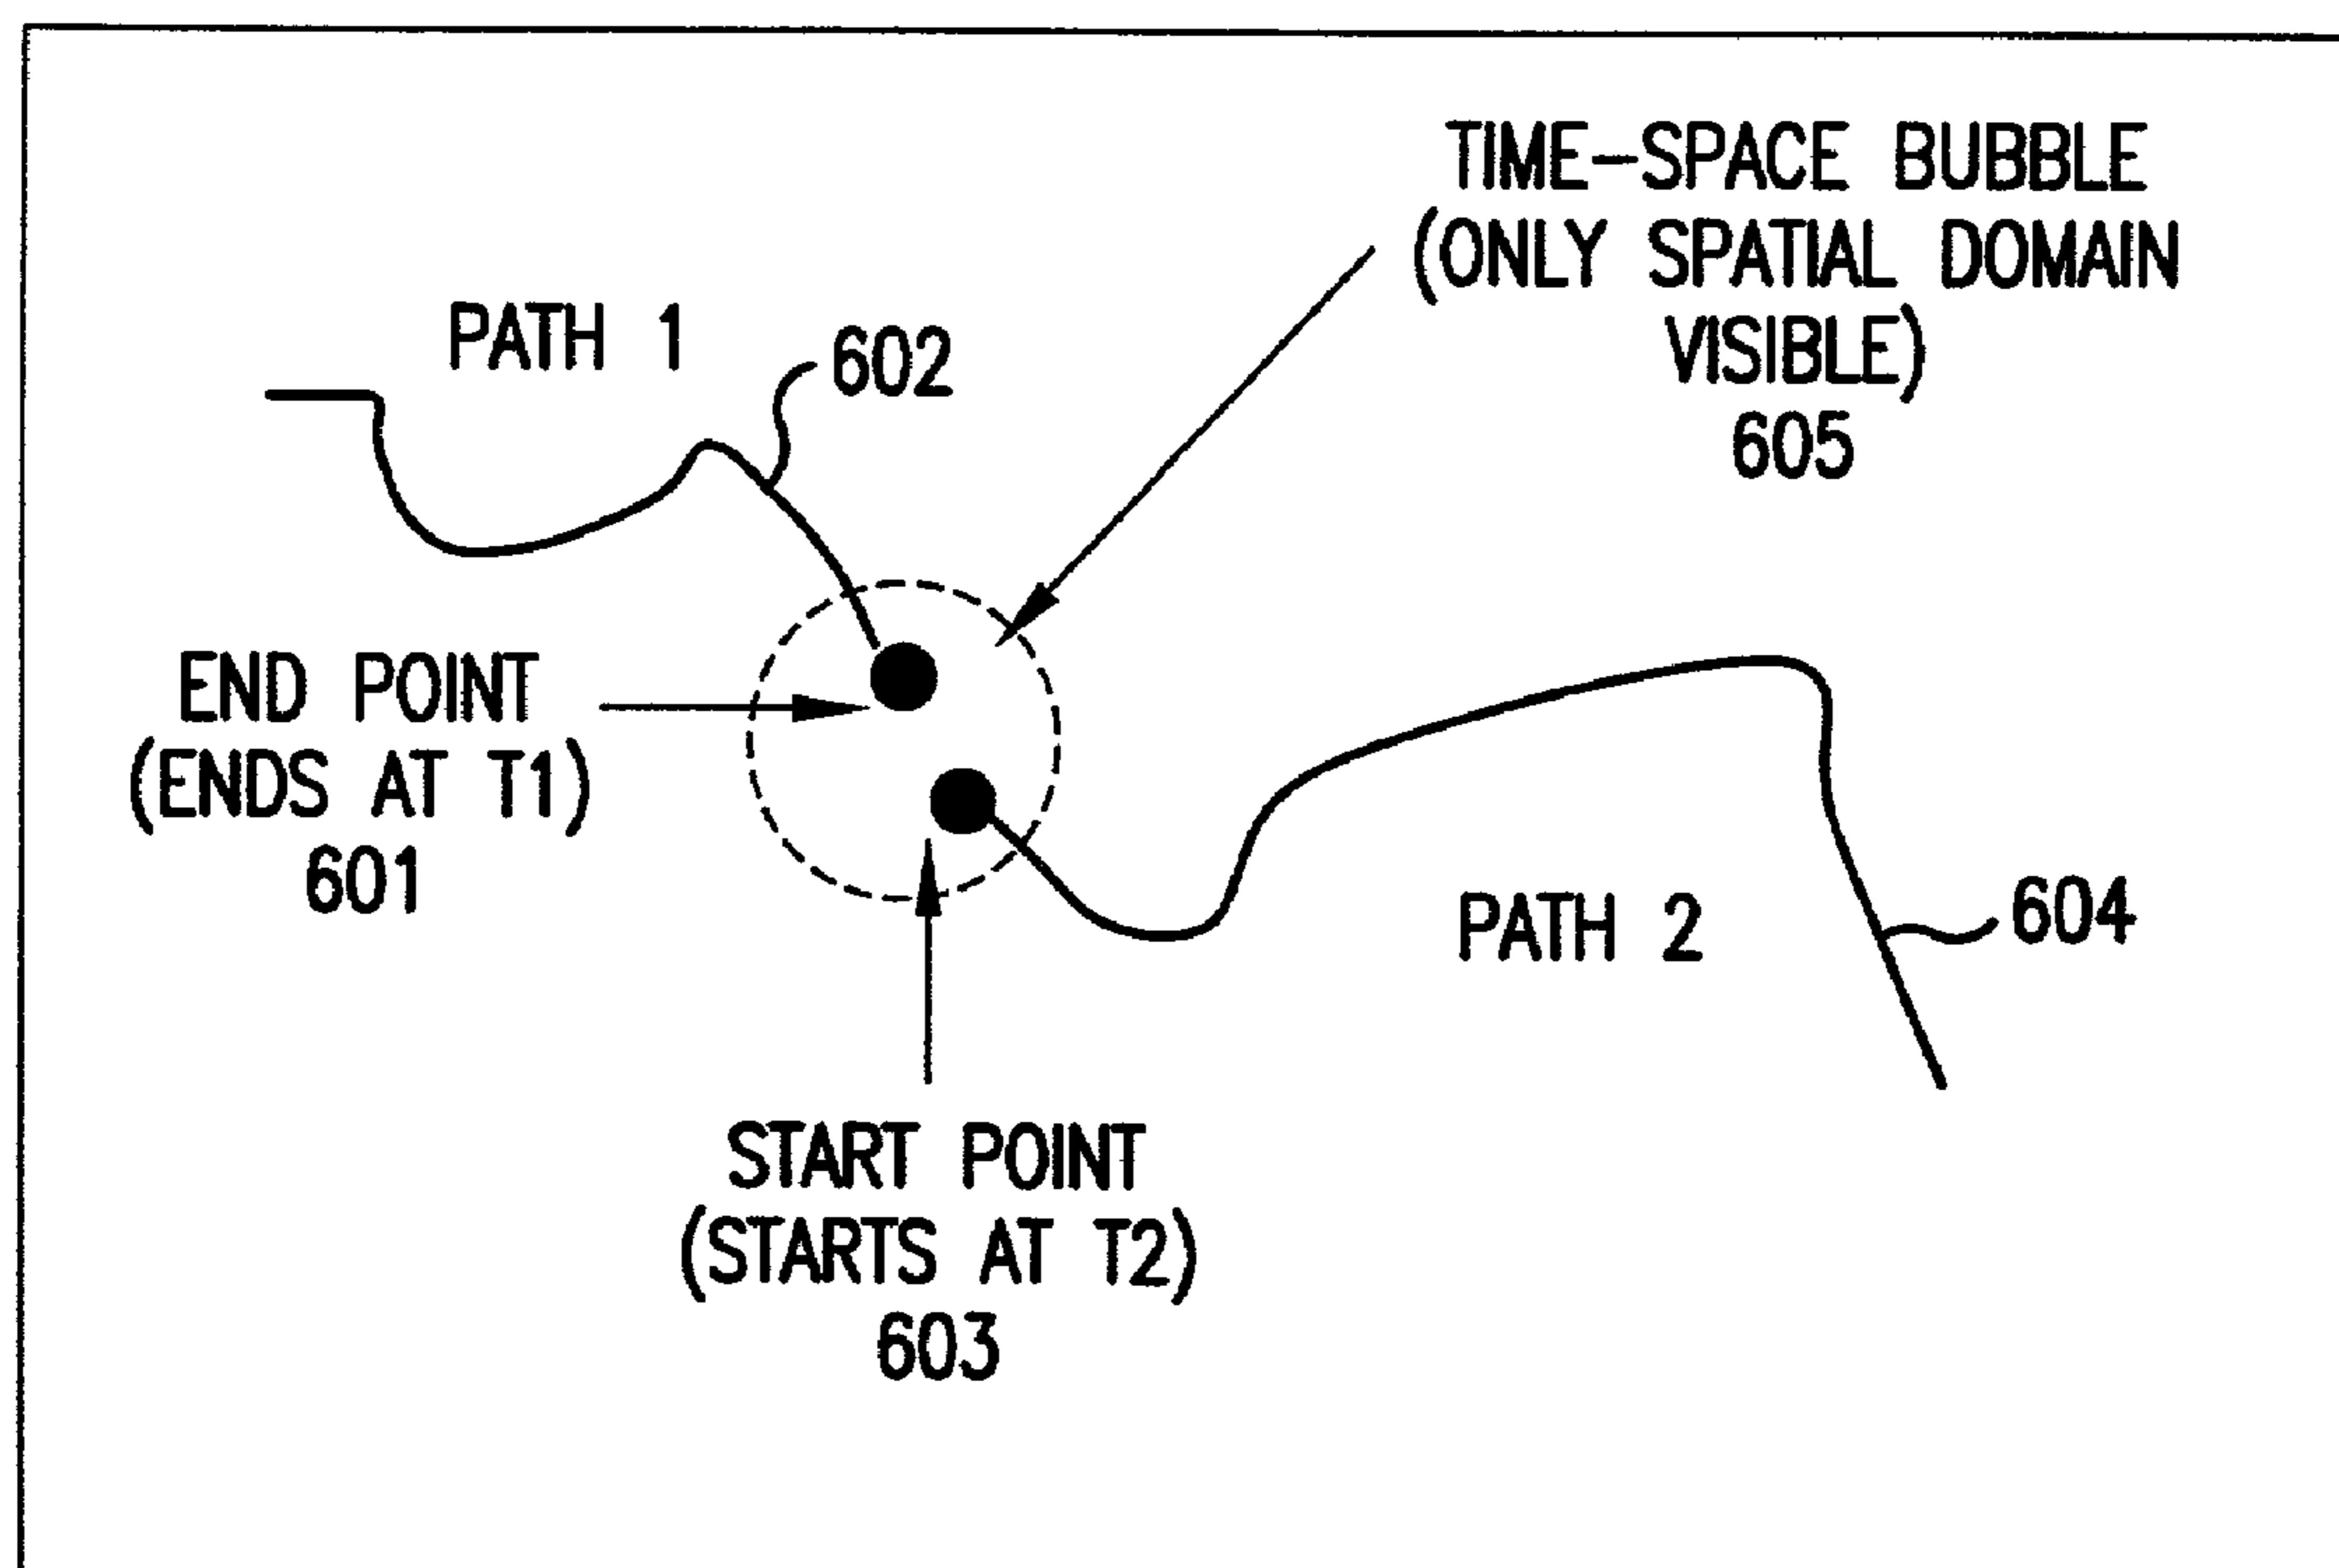 TIME-SPACE BUBBLE
(ONLY SPATIAL DOMAIN
VISIBLE)
605
PATH 1
602
END POINT
(ENDS AT T1)
601
PATH 2
604
START POINT
(STARTS AT T2)
603